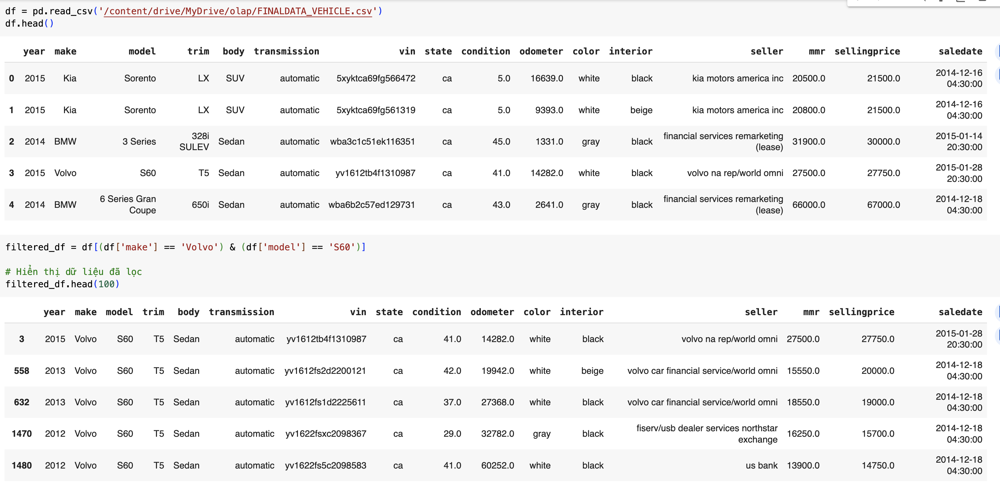 df = pd.read_csv('/content/drive/MyDrive/olap/FINALDATA_VEHICLE.csv')
df.head()
year make model trim body transmission vin state condition odometer color interior seller mmr sellingprice saledate
0 2015 Kia Sorento LX SUV automatic 5xyktca69fg566472 ca 5.0 16639.0 white black kia motors america inc 20500.0 21500.0 2014-12-16 04:30:00
1 2015 Kia Sorento LX SUV automatic 5xyktca69fg561319 ca 5.0 9393.0 white beige kia motors america inc 20800.0 21500.0 2014-12-16 04:30:00
2 2014 BMW 3 Series 328i SULEV Sedan automatic wba3c1c51ek116351 ca 45.0 1331.0 gray black financial services remarketing (lease) 31900.0 30000.0 2015-01-14 20:30:00
3 2015 Volvo S60 T5 Sedan automatic yv1612tb4f1310987 ca 41.0 14282.0 white black volvo na rep/world omni 27500.0 27750.0 2015-01-28 20:30:00
4 2014 BMW 6 Series Gran Coupe 650i Sedan automatic wba6b2c57ed129731 ca 43.0 2641.0 gray black financial services remarketing (lease) 66000.0 67000.0 2014-12-18 04:30:00
filtered_df = df[(df['make'] == 'Volvo') & (df['model'] == 'S60')]
# Hiển thị dữ liệu đã lọc
filtered_df.head(100)
year make model trim body transmission vin state condition odometer color interior seller mmr sellingprice saledate
3 2015 Volvo S60 T5 Sedan automatic yv1612tb4f1310987 ca 41.0 14282.0 white black volvo na rep/world omni 27500.0 27750.0 2015-01-28 20:30:00
558 2013 Volvo S60 T5 Sedan automatic yv1612fs2d2200121 ca 42.0 19942.0 white beige volvo car financial service/world omni 15550.0 20000.0 2014-12-18 04:30:00
632 2013 Volvo S60 T5 Sedan automatic yv1612fs1d2225611 ca 37.0 27368.0 white black volvo car financial service/world omni 18550.0 19000.0 2014-12-18 04:30:00
1470 2012 Volvo S60 T5 Sedan automatic yv1622fsxc2098367 ca 29.0 32782.0 gray black fiserv/usb dealer services northstar exchange 16250.0 15700.0 2014-12-18 04:30:00
1480 2012 Volvo S60 T5 Sedan automatic yv1622fs5c2098583 ca 41.0 60252.0 white black us bank 13900.0 14750.0 2014-12-18 04:30:00